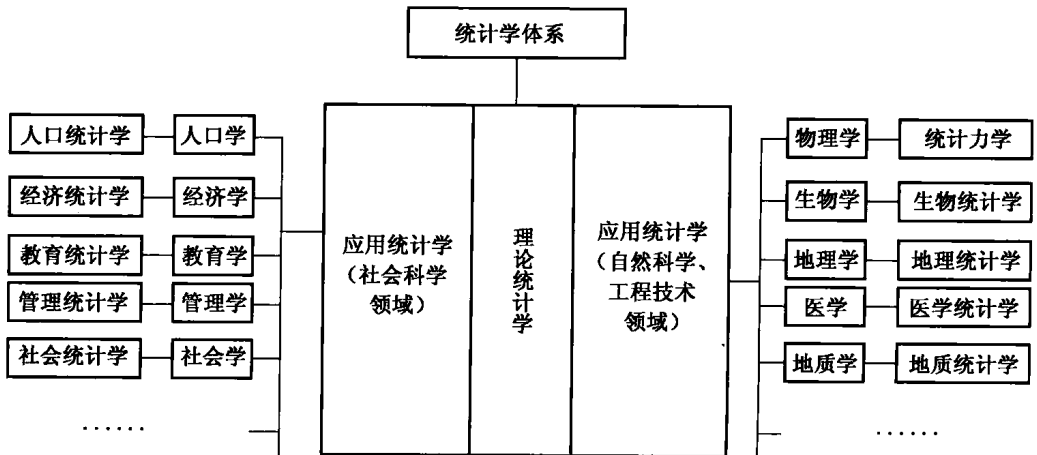 统计学体系
人口统计学
人口学
经济统计学
经济学
教育统计学
教育学
管理统计学
管理学
社会统计学
社会学
······
应用统计学
（社会科学
领域）
理
论
统
计
学
应用统计学
（自然科学、
工程技术
领域）
物理学
统计力学
生物学
生物统计学
地理学
地理统计学
医学
医学统计学
地质学
地质统计学
······